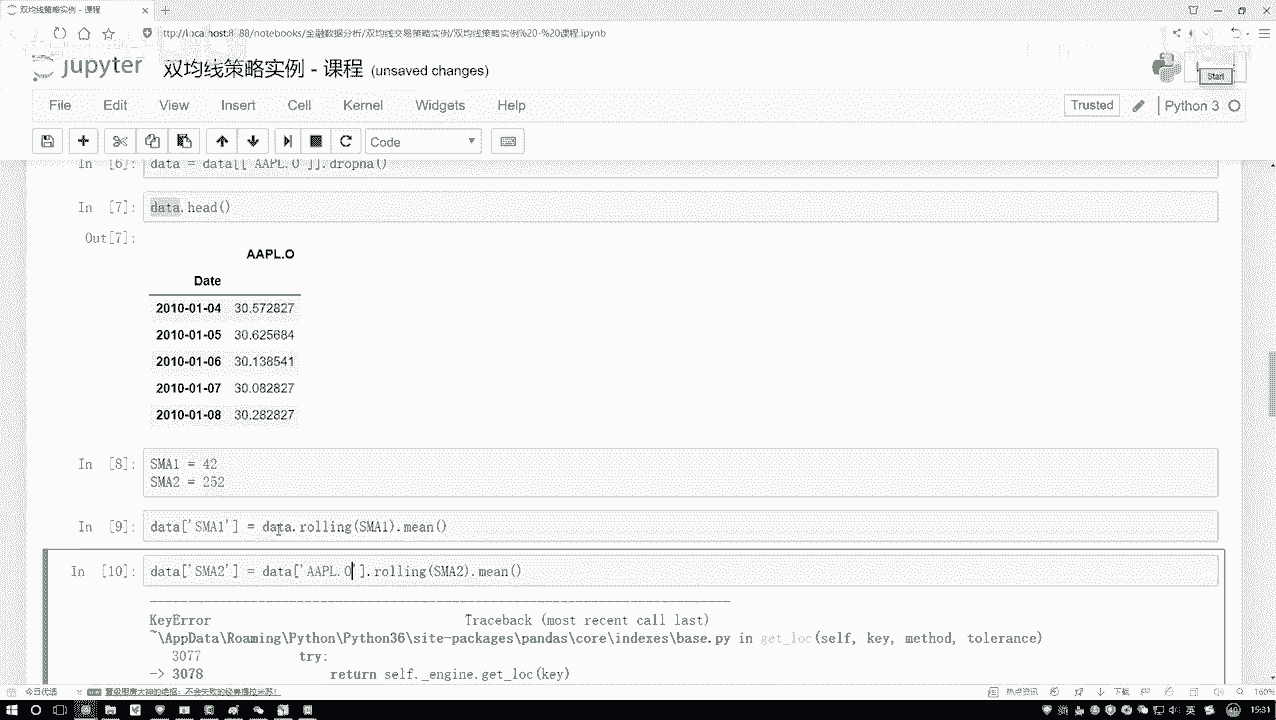 双均线策略实例 - 课程
http://localhost:8888/notebooks/金融数据分析/双均线交易策略实例/双均线策略实例%20-%20课程.ipynb
jupyter 双均线策略实例 - 课程 (unsaved changes)
Start
File Edit View Insert Cell Kernel Widgets Help
Trusted Python 3
Code
In [6]: data = data[['AAPL.O']].dropna()
In [7]: data.head()
Out[7]:
AAPL.O
Date
2010-01-04 30.572827
2010-01-05 30.625684
2010-01-06 30.138541
2010-01-07 30.082827
2010-01-08 30.282827
In [8]: SMA1 = 42
SMA2 = 252
In [9]: data['SMA1'] = data.rolling(SMA1).mean()
In [10]: data['SMA2'] = data['AAPL.O'].rolling(SMA2).mean()
KeyError Traceback (most recent call last)
~\AppData\Roaming\Python\Python36\site-packages\pandas\core\indexes\base.py in get_loc(self, key, method, tolerance)
3077 try:
-> 3078 return self._engine.get_loc(key)
今日优选
热点资讯
下载
160%
英
15:31